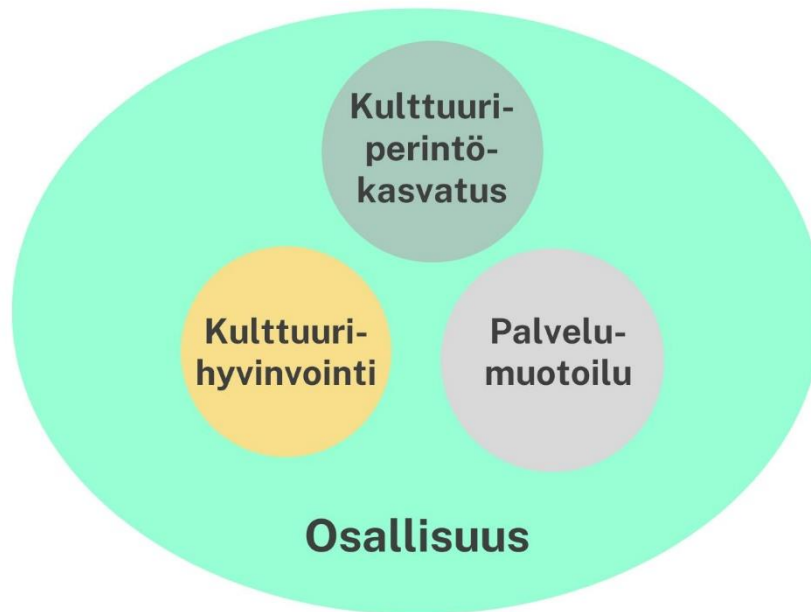 Kulttuuri-
perintö-
kasvatus
Kulttuuri-
hyvinvointi
Palvelu-
muotoilu
Osallisuus